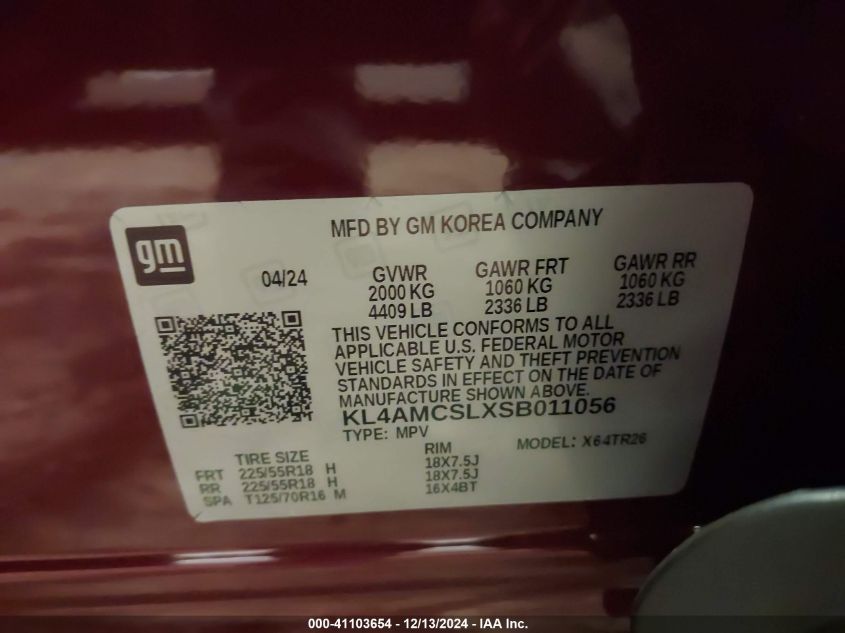 MFD BY GM KOREA COMPANY
gm
04/24 GVWR GAWR FRT GAWR RR
2000 KG 1060 KG 1060 KG
4409 LB 2336 LB 2336 LB
THIS VEHICLE CONFORMS TO ALL
APPLICABLE U.S. FEDERAL MOTOR
VEHICLE SAFETY AND THEFT PREVENTION
STANDARDS IN EFFECT ON THE DATE OF
MANUFACTURE SHOWN ABOVE.
KL4AMCSLXSB011056
TYPE: MPV MODEL: X64TR26
TIRE SIZE RIM
FRT 225/55R18 H 18X7.5J
RR 225/55R18 H 18X7.5J
SPA T125/70R16 M 16X4BT
000-41103654 - 12/13/2024 - IAA Inc.